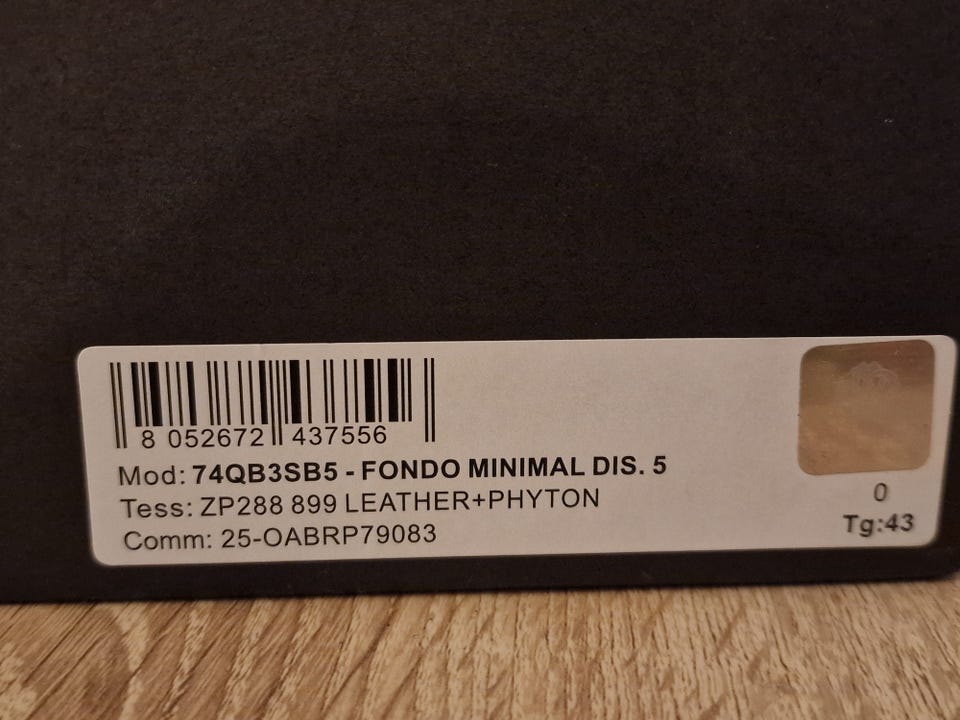 8 052672 437556
Mod: 74QB3SB5 - FONDO MINIMAL DIS. 5
Tess: ZP288 899 LEATHER+PHYTON
Comm: 25-OABRP79083
0
Tg:43